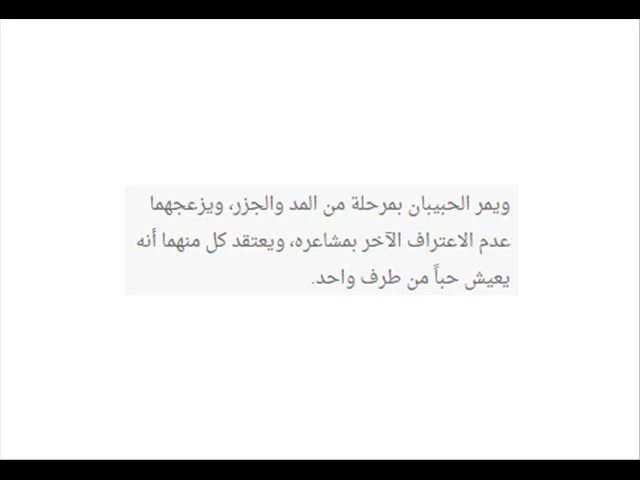 ويمر الحبيبان بمرحلة من المد والجزر، ويزعجهما
عدم الاعتراف الآخر بمشاعره، ويعتقد كل منهما أنه
يعيش حباً من طرف واحد.